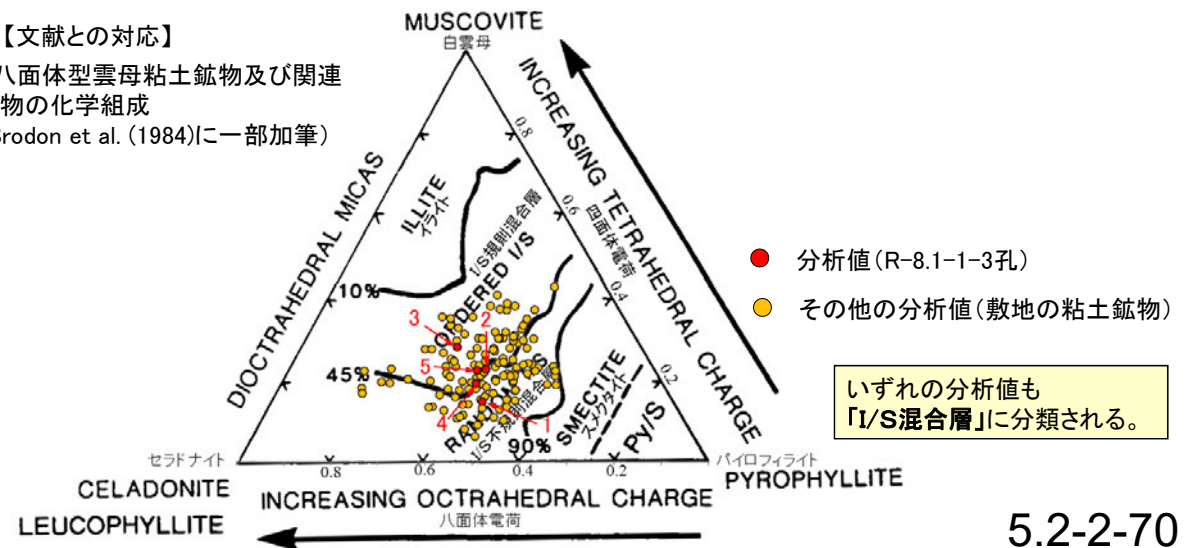 【文献との対応】
八面体型雲母粘土鉱物及び関連
物の化学組成
rodon et al. (1984)に一部加筆）
MUSCOVITE
白雲母
INCREASING TETRAHEDRAL CHARGE
四面体電荷
DIOCTRAHEDRAL MICAS
0.8
0.6
0.4
0.2
ILLITE
イライト
I/S規則混合層
ORDERED I/S
10%
45%
90%
3
2
5
4
1
I/S不規則混合層
SMECTITE
スメクタイト
Py/S
セラドナイト
CELADONITE
LEUCOPHYLLITE
0.8
0.6
0.4
0.2
INCREASING OCTRAHEDRAL CHARGE
八面体電荷
パイロフィライト
PYROPHYLLITE
分析値（R-8.1-1-3孔）
その他の分析値（敷地の粘土鉱物）
いずれの分析値も
「I/S混合層」に分類される。
5.2-2-70